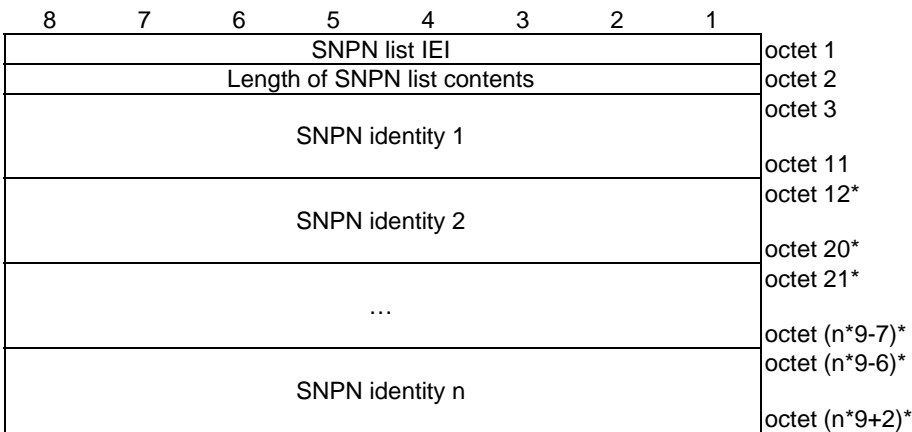 8 7 6 5 4 3 2 1
SNPN list IEI octet 1
Length of SNPN list contents octet 2
octet 3
SNPN identity 1
octet 11
octet 12*
SNPN identity 2
octet 20*
octet 21*
…
octet (n*9-7)*
octet (n*9-6)*
SNPN identity n
octet (n*9+2)*